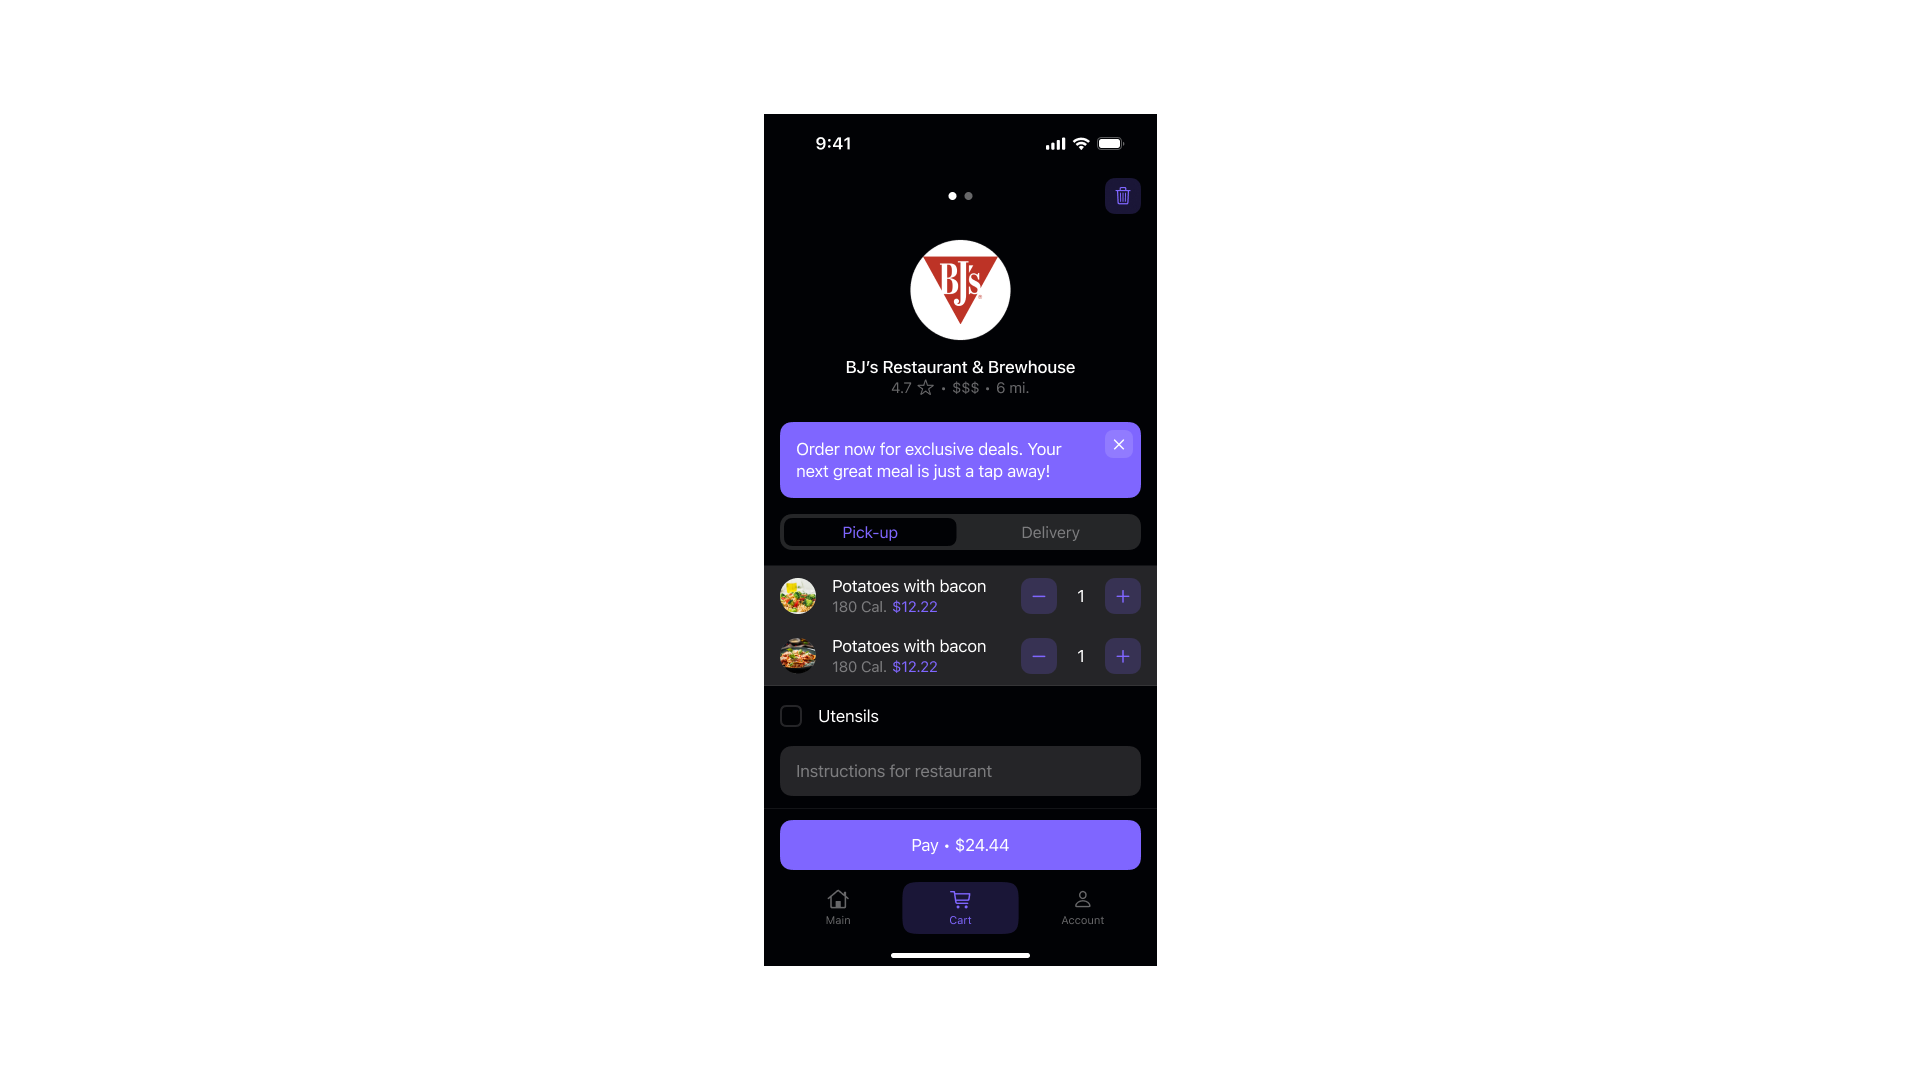 9:41
BJ's
BJ’s Restaurant & Brewhouse
4.7 • $$$ • 6 mi.
Order now for exclusive deals. Your
next great meal is just a tap away!
Pick-up
Delivery
Potatoes with bacon
180 Cal. $12.22
1
Potatoes with bacon
180 Cal. $12.22
1
Utensils
Instructions for restaurant
Pay • $24.44
Main
Cart
Account